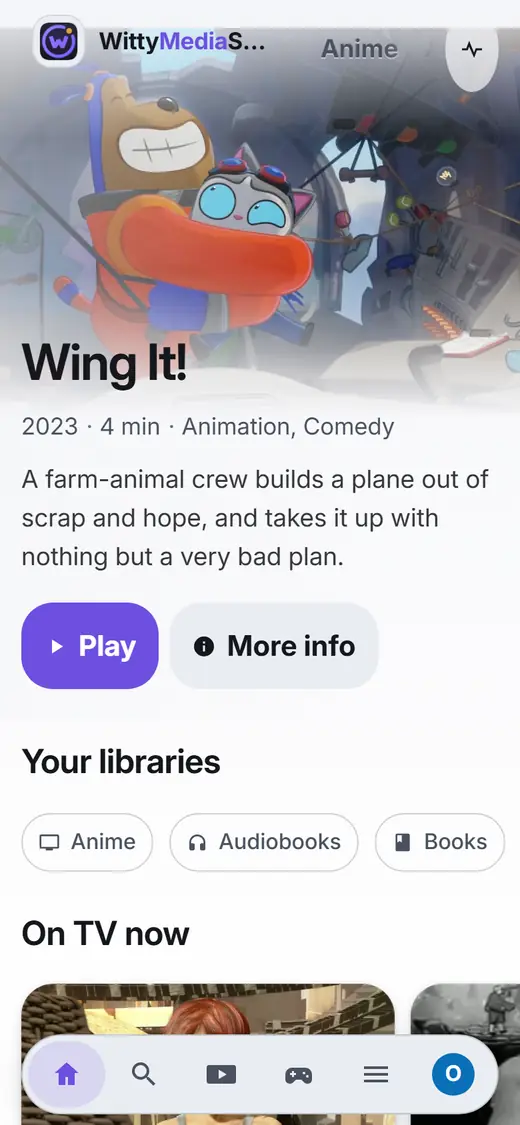 WittyMediaS...
Anime
Wing It!
2023 · 4 min · Animation, Comedy
A farm-animal crew builds a plane out of
scrap and hope, and takes it up with
nothing but a very bad plan.
Play
More info
Your libraries
Anime
Audiobooks
Books
On TV now
O